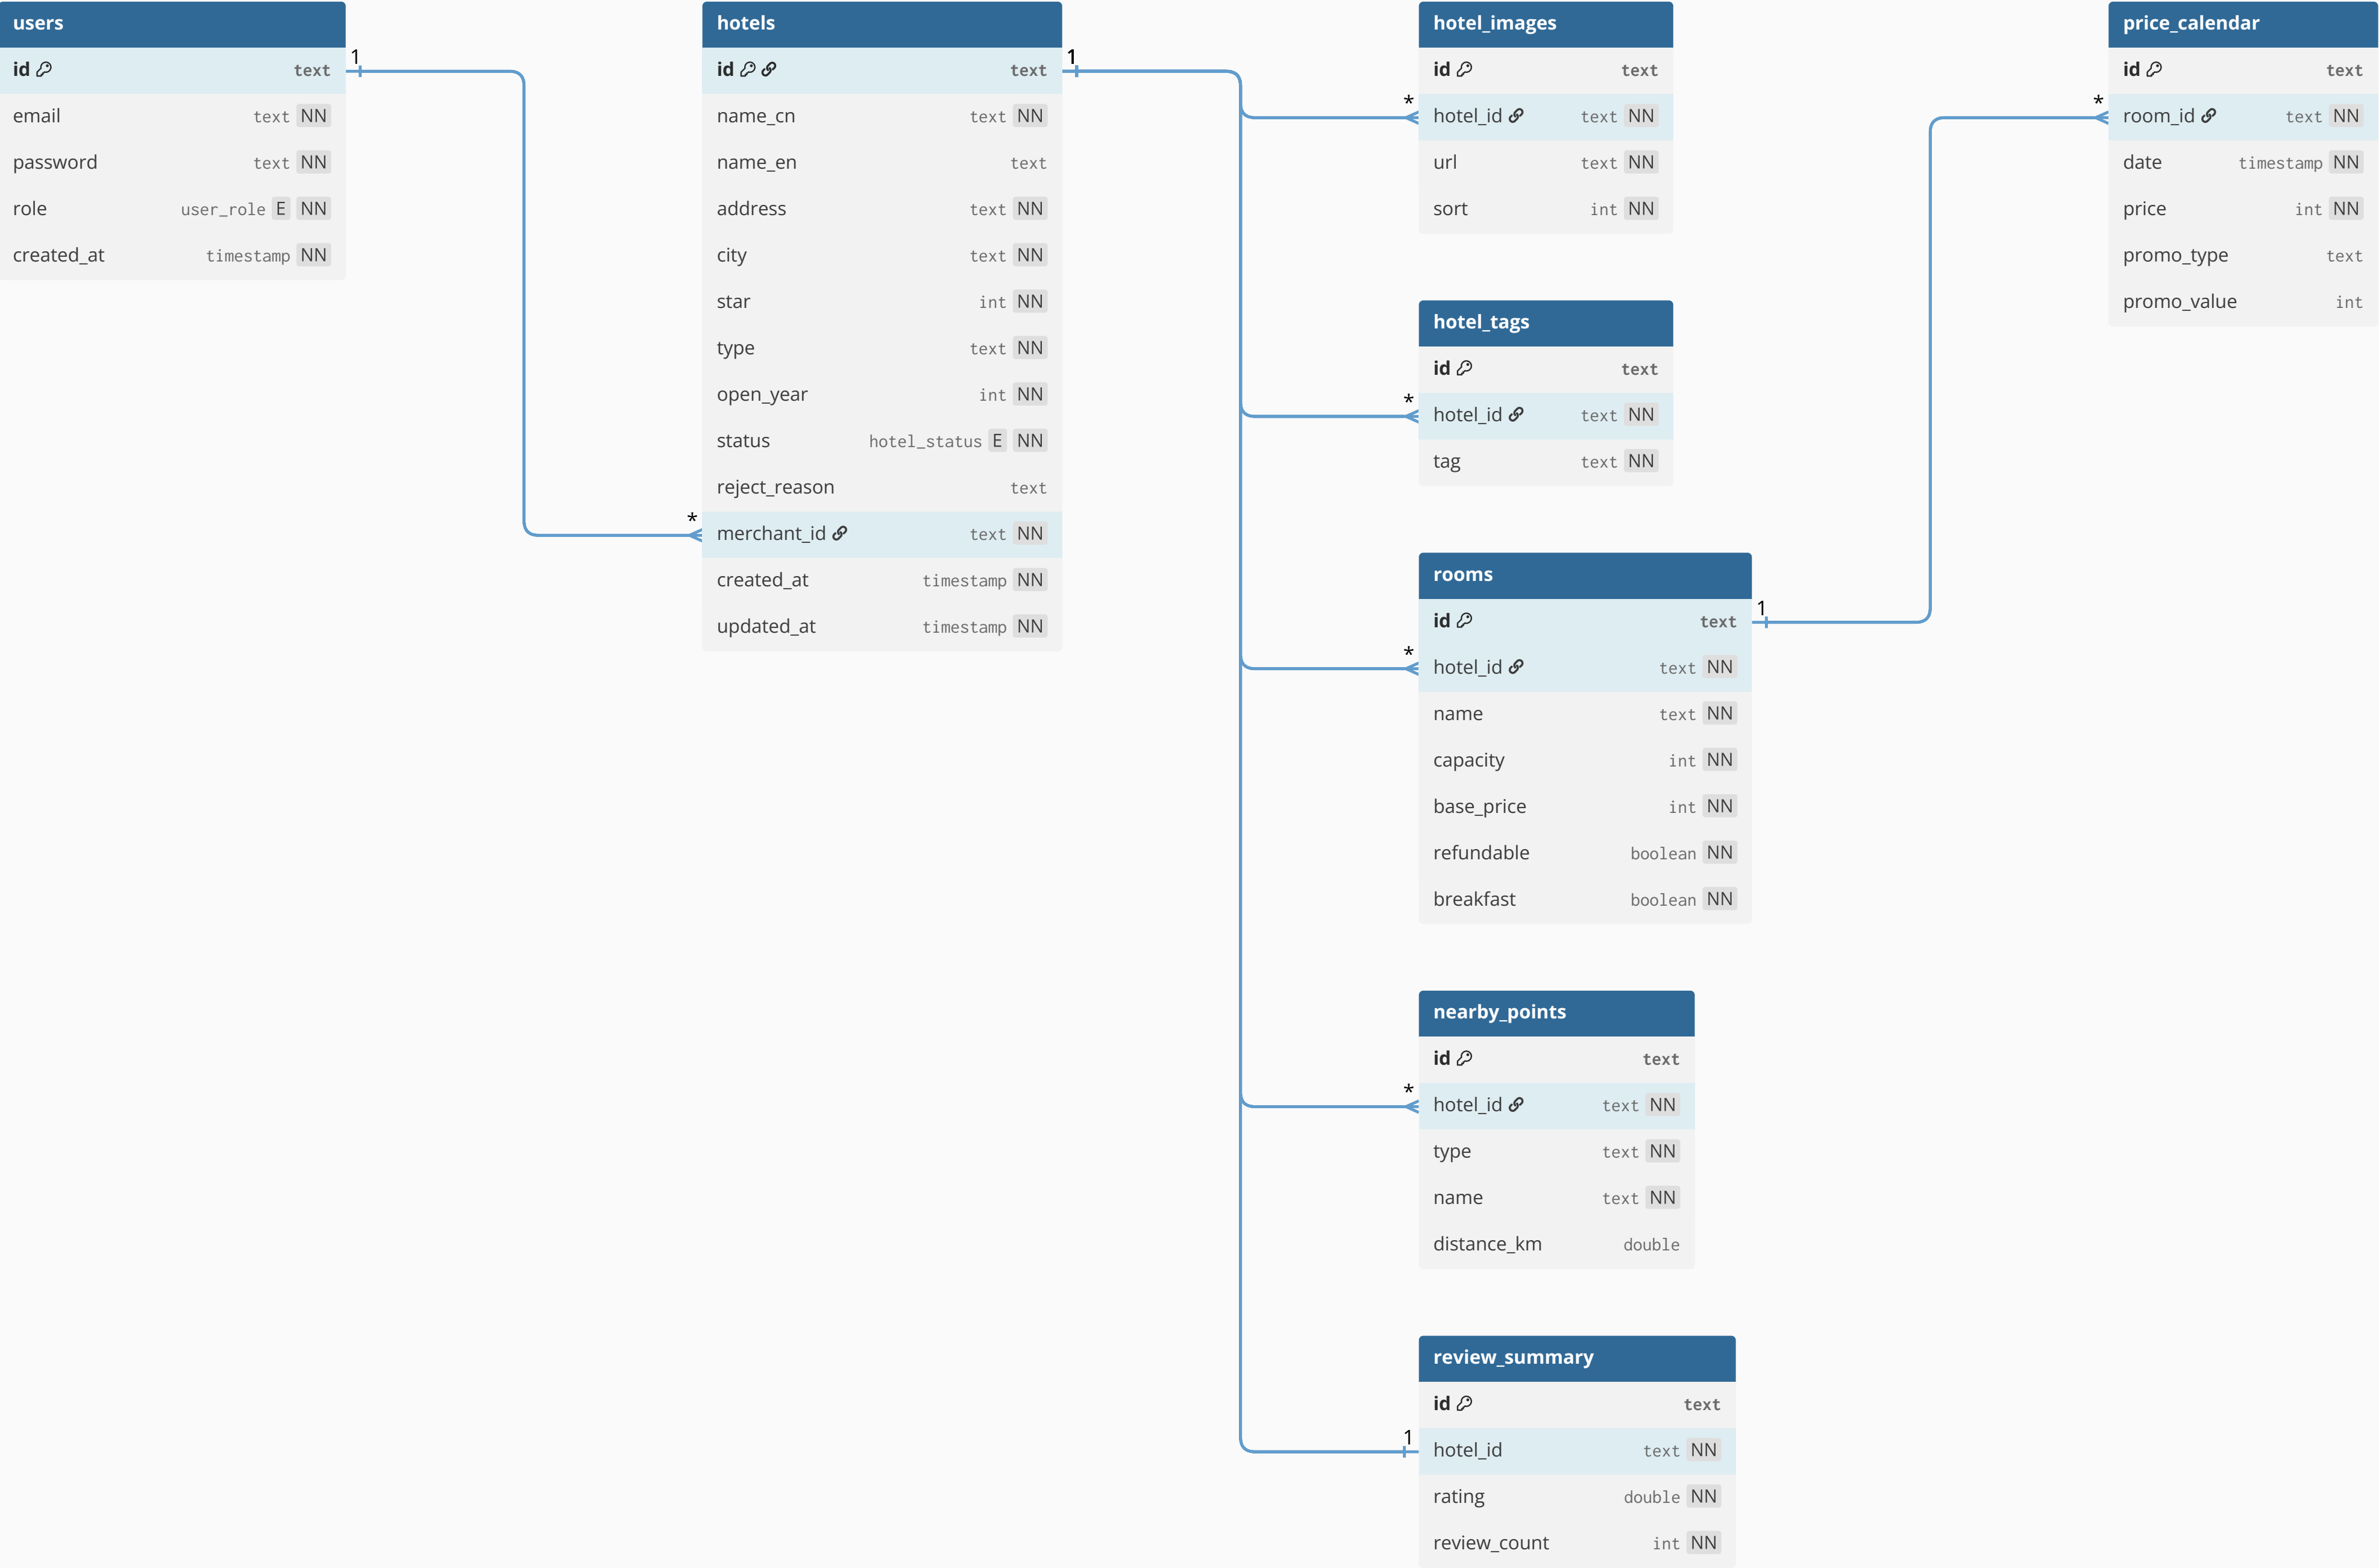 users
id text
email text NN
password text NN
role user_role E NN
created_at timestamp NN
1
*
hotels
id text
name_cn text NN
name_en text
address text NN
city text NN
star int NN
type text NN
open_year int NN
status hotel_status E NN
reject_reason text
merchant_id text NN
created_at timestamp NN
updated_at timestamp NN
1
*
hotel_images
id text
hotel_id text NN
url text NN
sort int NN
*
hotel_tags
id text
hotel_id text NN
tag text NN
*
rooms
id text
hotel_id text NN
name text NN
capacity int NN
base_price int NN
refundable boolean NN
breakfast boolean NN
1
*
nearby_points
id text
hotel_id text NN
type text NN
name text NN
distance_km double
1
review_summary
id text
hotel_id text NN
rating double NN
review_count int NN
*
price_calendar
id text
room_id text NN
date timestamp NN
price int NN
promo_type text
promo_value int